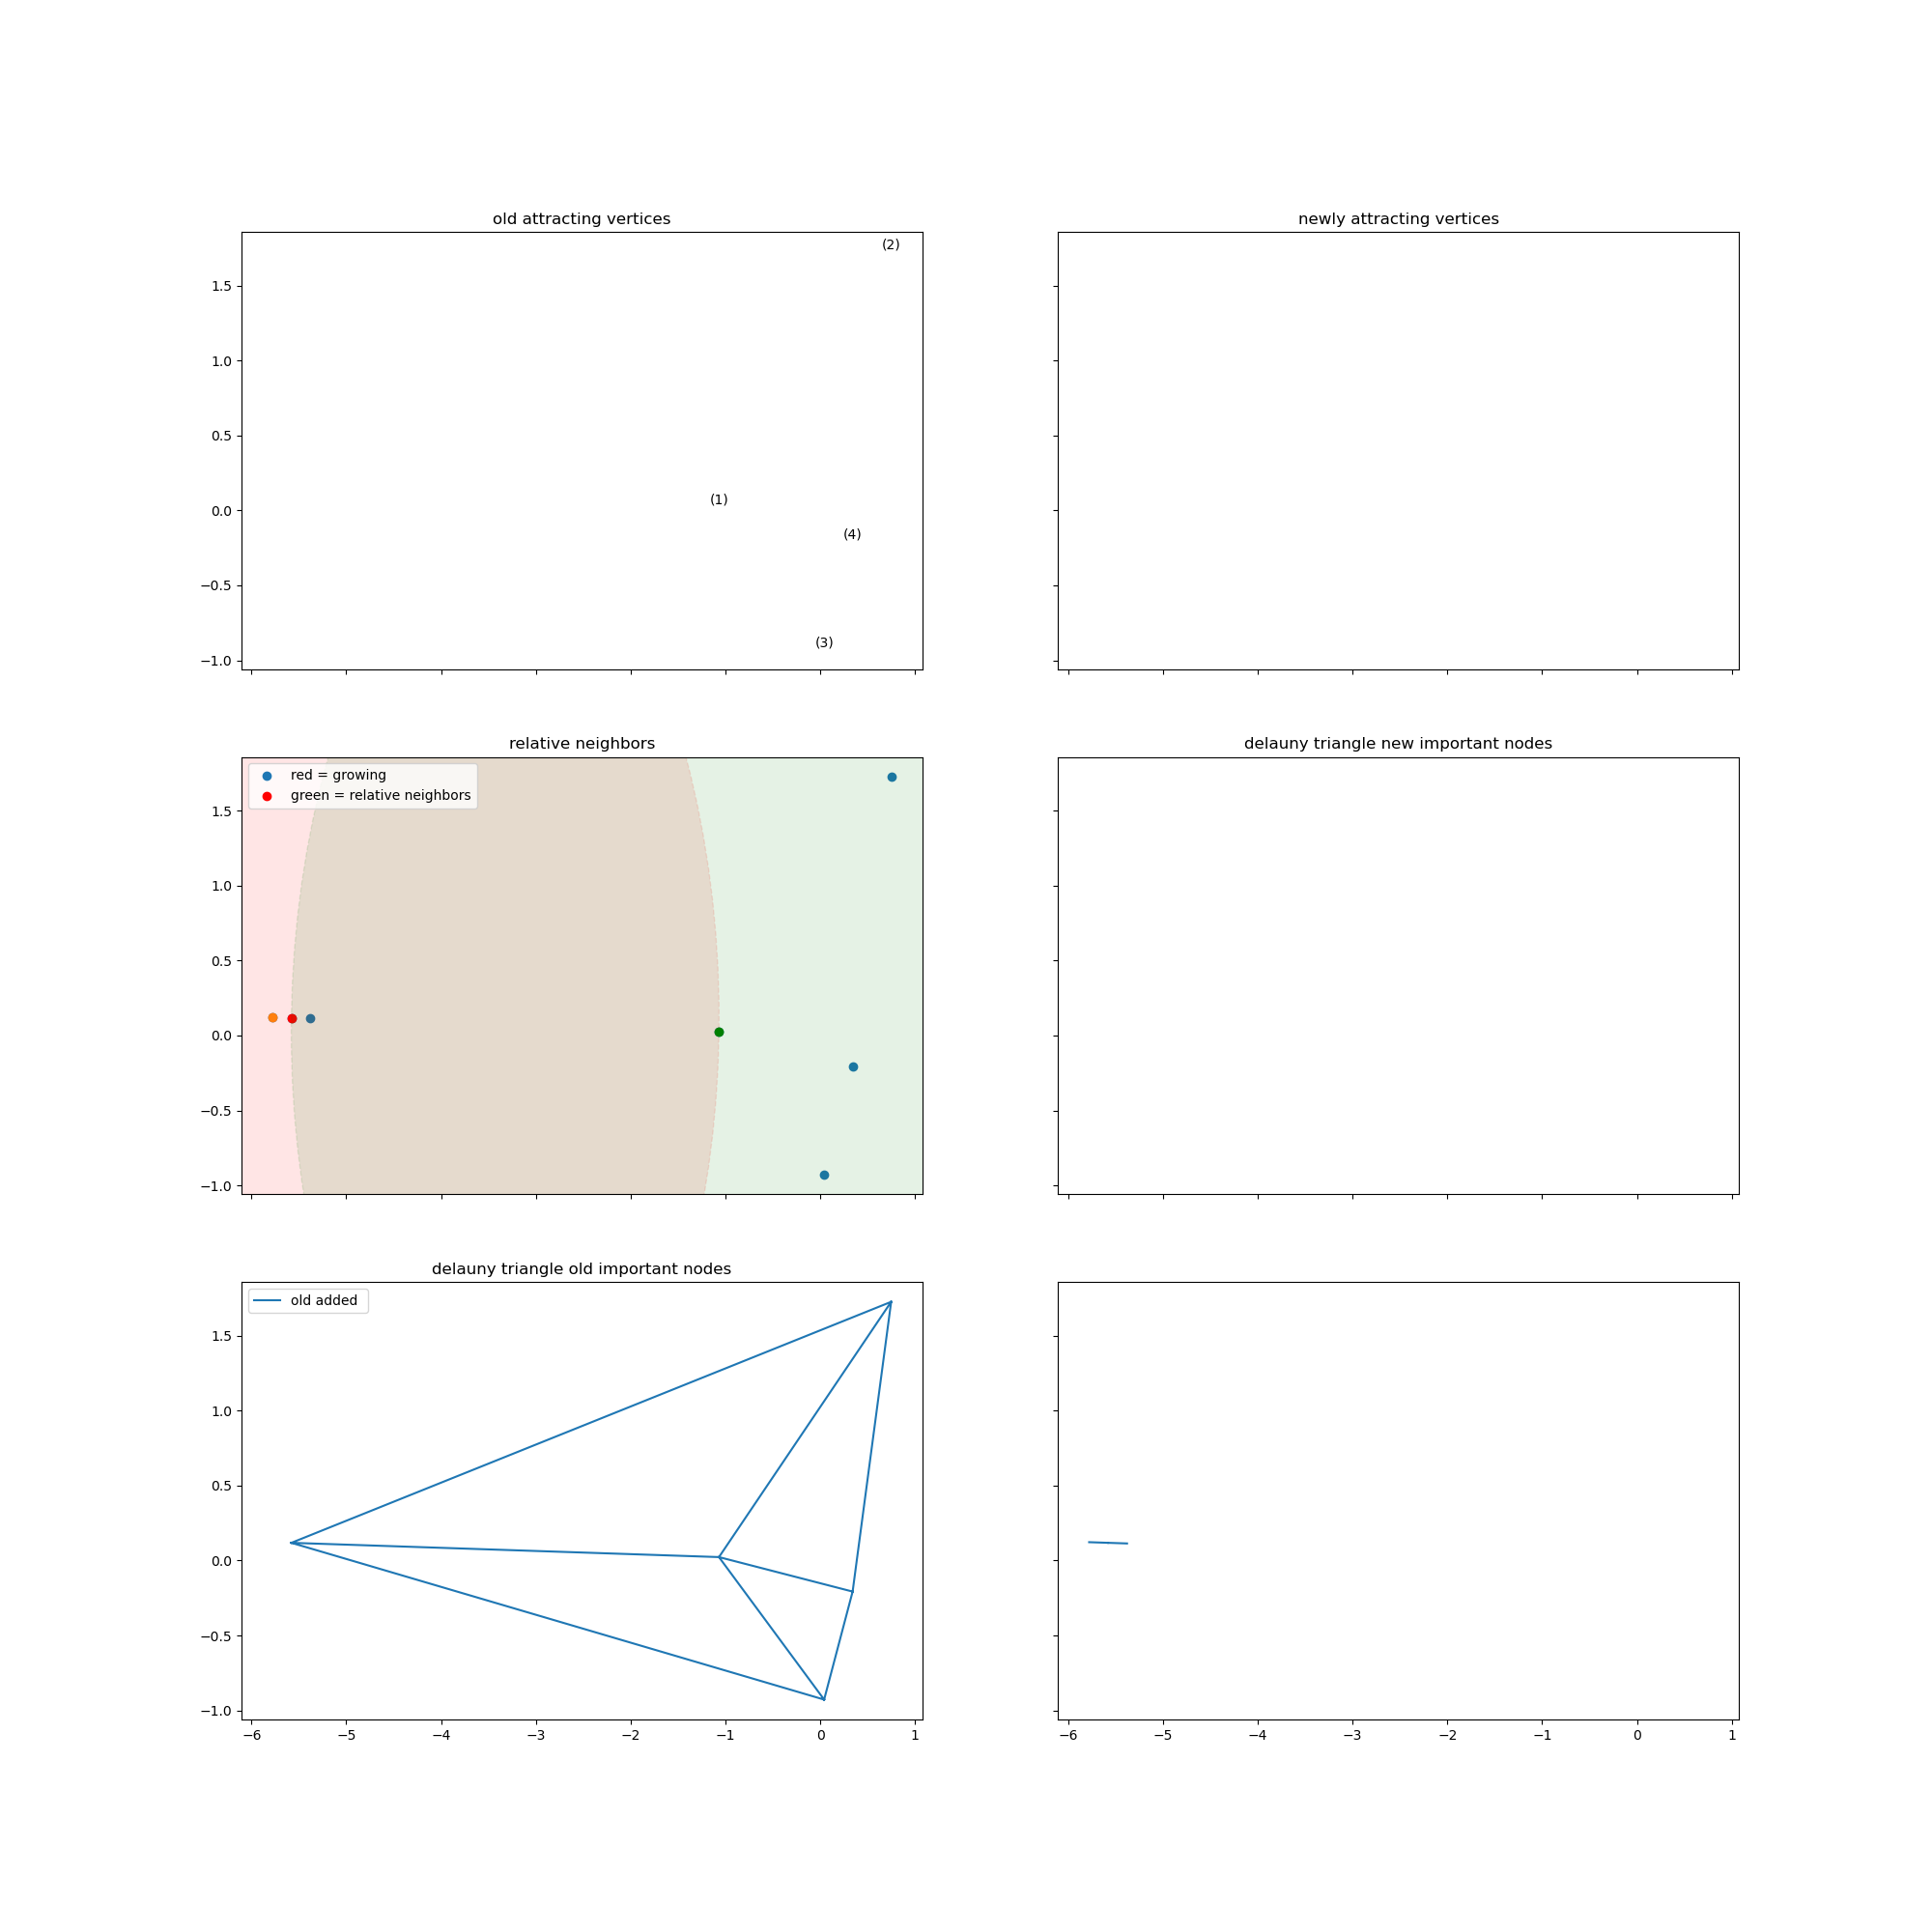 old attracting vertices
newly attracting vertices
(2)
1.5
1.0
0.5
(1)
0.0
(4)
−0.5
(3)
−1.0
relative neighbors
delauny triangle new important nodes
red = growing
green = relative neighbors
1.5
1.0
0.5
0.0
−0.5
−1.0
delauny triangle old important nodes
old added
1.5
1.0
0.5
0.0
−0.5
−1.0
−6 −5 −4 −3 −2 −1 0 1
−6 −5 −4 −3 −2 −1 0 1